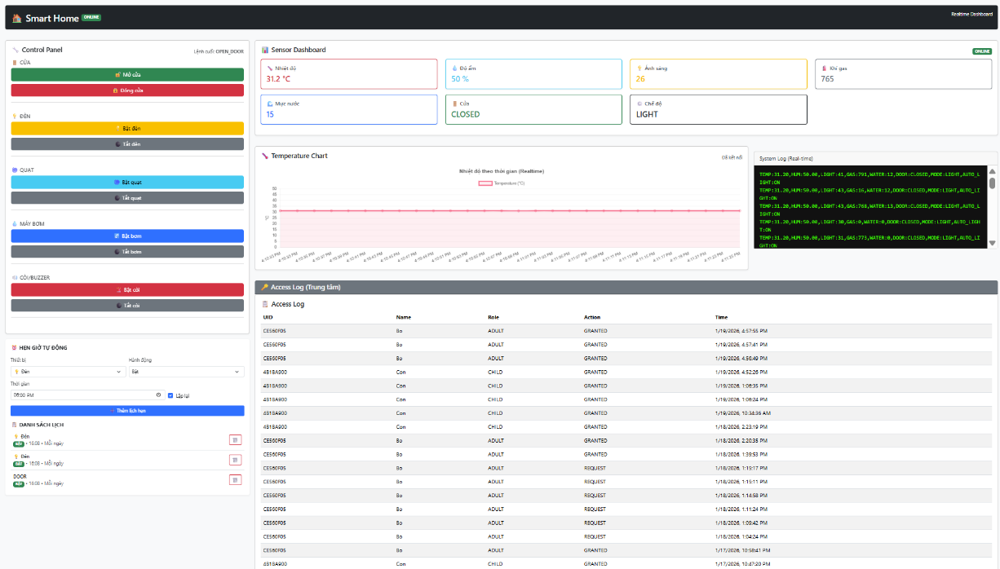 Smart Home ONLINE
Realtime Dashboard
Control Panel
Lệnh cuối: OPEN_DOOR
CỬA
Mở cửa
Đóng cửa
ĐÈN
Bật đèn
Tắt đèn
QUẠT
Bật quạt
Tắt quạt
MÁY BƠM
Bật bơm
Tắt bơm
CÒI/BUZZER
Bật còi
Tắt còi
HẸN GIỜ TỰ ĐỘNG
Thiết bị Hành động
Đèn Bật
Thời gian
Lặp lại
Thêm lịch hẹn
DANH SÁCH LỊCH
Đèn
BẬT • 16:08 • Mỗi ngày
Đèn
BẬT • 16:08 • Mỗi ngày
DOOR
BẬT • 16:08 • Mỗi ngày
Sensor Dashboard
ONLINE
Nhiệt độ
31.2 °C
Độ ẩm
50 %
Ánh sáng
26
Khí gas
765
Mực nước
15
Cửa
CLOSED
Chế độ
LIGHT
Temperature Chart
Đã kết nối
Nhiệt độ theo thời gian (Realtime)
Temperature (°C)
°C
50
45
40
35
30
25
20
15
10
5
0
System Log (Real-time)
TEMP:31.20,HUM:50.00,LIGHT:41,GAS:791,WATER:12,DOOR:CLOSED,MODE:LIGHT,AUTO_L
IGHT:ON
TEMP:31.20,HUM:50.00,LIGHT:43,GAS:16,WATER:12,DOOR:CLOSED,MODE:LIGHT,AUTO_LI
GHT:ON
TEMP:31.20,HUM:50.00,LIGHT:43,GAS:768,WATER:13,DOOR:CLOSED,MODE:LIGHT,AUTO_L
IGHT:ON
TEMP:31.20,HUM:50.00,LIGHT:30,GAS:0,WATER:0,DOOR:CLOSED,MODE:LIGHT,AUTO_LIGH
T:ON
TEMP:31.20,HUM:50.00,LIGHT:31,GAS:773,WATER:12,DOOR:CLOSED,MODE:LIGHT,AUTO_L
IGHT:ON
Access Log (Trung tâm)
Access Log
UID Name Role Action Time
CE560F05 Bo ADULT GRANTED 1/19/2026, 4:57:55 PM
CE560F05 Bo ADULT GRANTED 1/19/2026, 4:57:41 PM
CE560F05 Bo ADULT GRANTED 1/19/2026, 4:56:49 PM
4B18A900 Con CHILD GRANTED 1/19/2026, 4:52:26 PM
4B18A900 Con CHILD GRANTED 1/19/2026, 1:06:35 PM
4B18A900 Con CHILD GRANTED 1/19/2026, 1:06:24 PM
4B18A900 Con CHILD GRANTED 1/19/2026, 10:34:36 AM
4B18A900 Con CHILD GRANTED 1/18/2026, 2:23:19 PM
CE560F05 Bo ADULT GRANTED 1/18/2026, 2:20:35 PM
CE560F05 Bo ADULT GRANTED 1/18/2026, 1:39:53 PM
CE560F05 Bo ADULT REQUEST 1/18/2026, 1:15:17 PM
CE560F05 Bo ADULT REQUEST 1/18/2026, 1:15:11 PM
CE560F05 Bo ADULT REQUEST 1/18/2026, 1:14:58 PM
CE560F05 Bo ADULT REQUEST 1/18/2026, 1:11:24 PM
CE560F05 Bo ADULT REQUEST 1/18/2026, 1:09:42 PM
CE560F05 Bo ADULT REQUEST 1/18/2026, 1:04:24 PM
CE560F05 Bo ADULT GRANTED 1/17/2026, 10:58:41 PM
4B18A900 Con CHILD GRANTED 1/17/2026, 10:47:20 PM